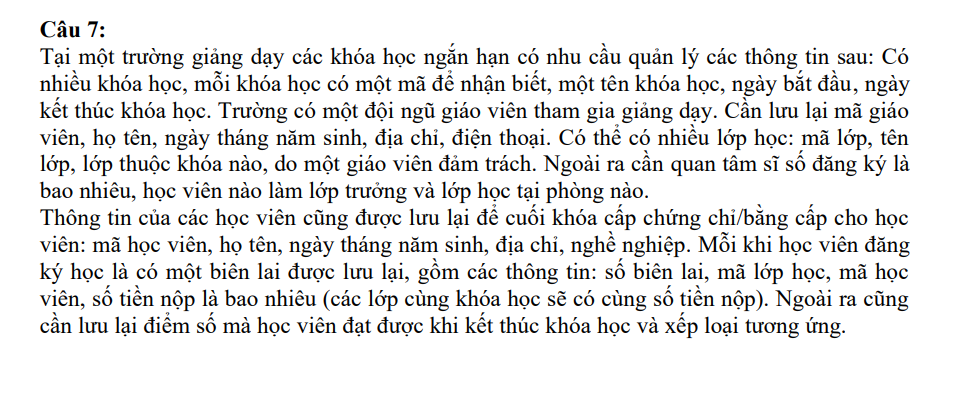 Câu 7:
Tại một trường giảng dạy các khóa học ngắn hạn có nhu cầu quản lý các thông tin sau: Có
nhiều khóa học, mỗi khóa học có một mã để nhận biết, một tên khóa học, ngày bắt đầu, ngày
kết thúc khóa học. Trường có một đội ngũ giáo viên tham gia giảng dạy. Cần lưu lại mã giáo
viên, họ tên, ngày tháng năm sinh, địa chỉ, điện thoại. Có thể có nhiều lớp học: mã lớp, tên
lớp, lớp thuộc khóa nào, do một giáo viên đảm trách. Ngoài ra cần quan tâm sĩ số đăng ký là
bao nhiêu, học viên nào làm lớp trưởng và lớp học tại phòng nào.
Thông tin của các học viên cũng được lưu lại để cuối khóa cấp chứng chỉ/bằng cấp cho học
viên: mã học viên, họ tên, ngày tháng năm sinh, địa chỉ, nghề nghiệp. Mỗi khi học viên đăng
ký học là có một biên lai được lưu lại, gồm các thông tin: số biên lai, mã lớp học, mã học
viên, số tiền nộp là bao nhiêu (các lớp cùng khóa học sẽ có cùng số tiền nộp). Ngoài ra cũng
cần lưu lại điểm số mà học viên đạt được khi kết thúc khóa học và xếp loại tương ứng.